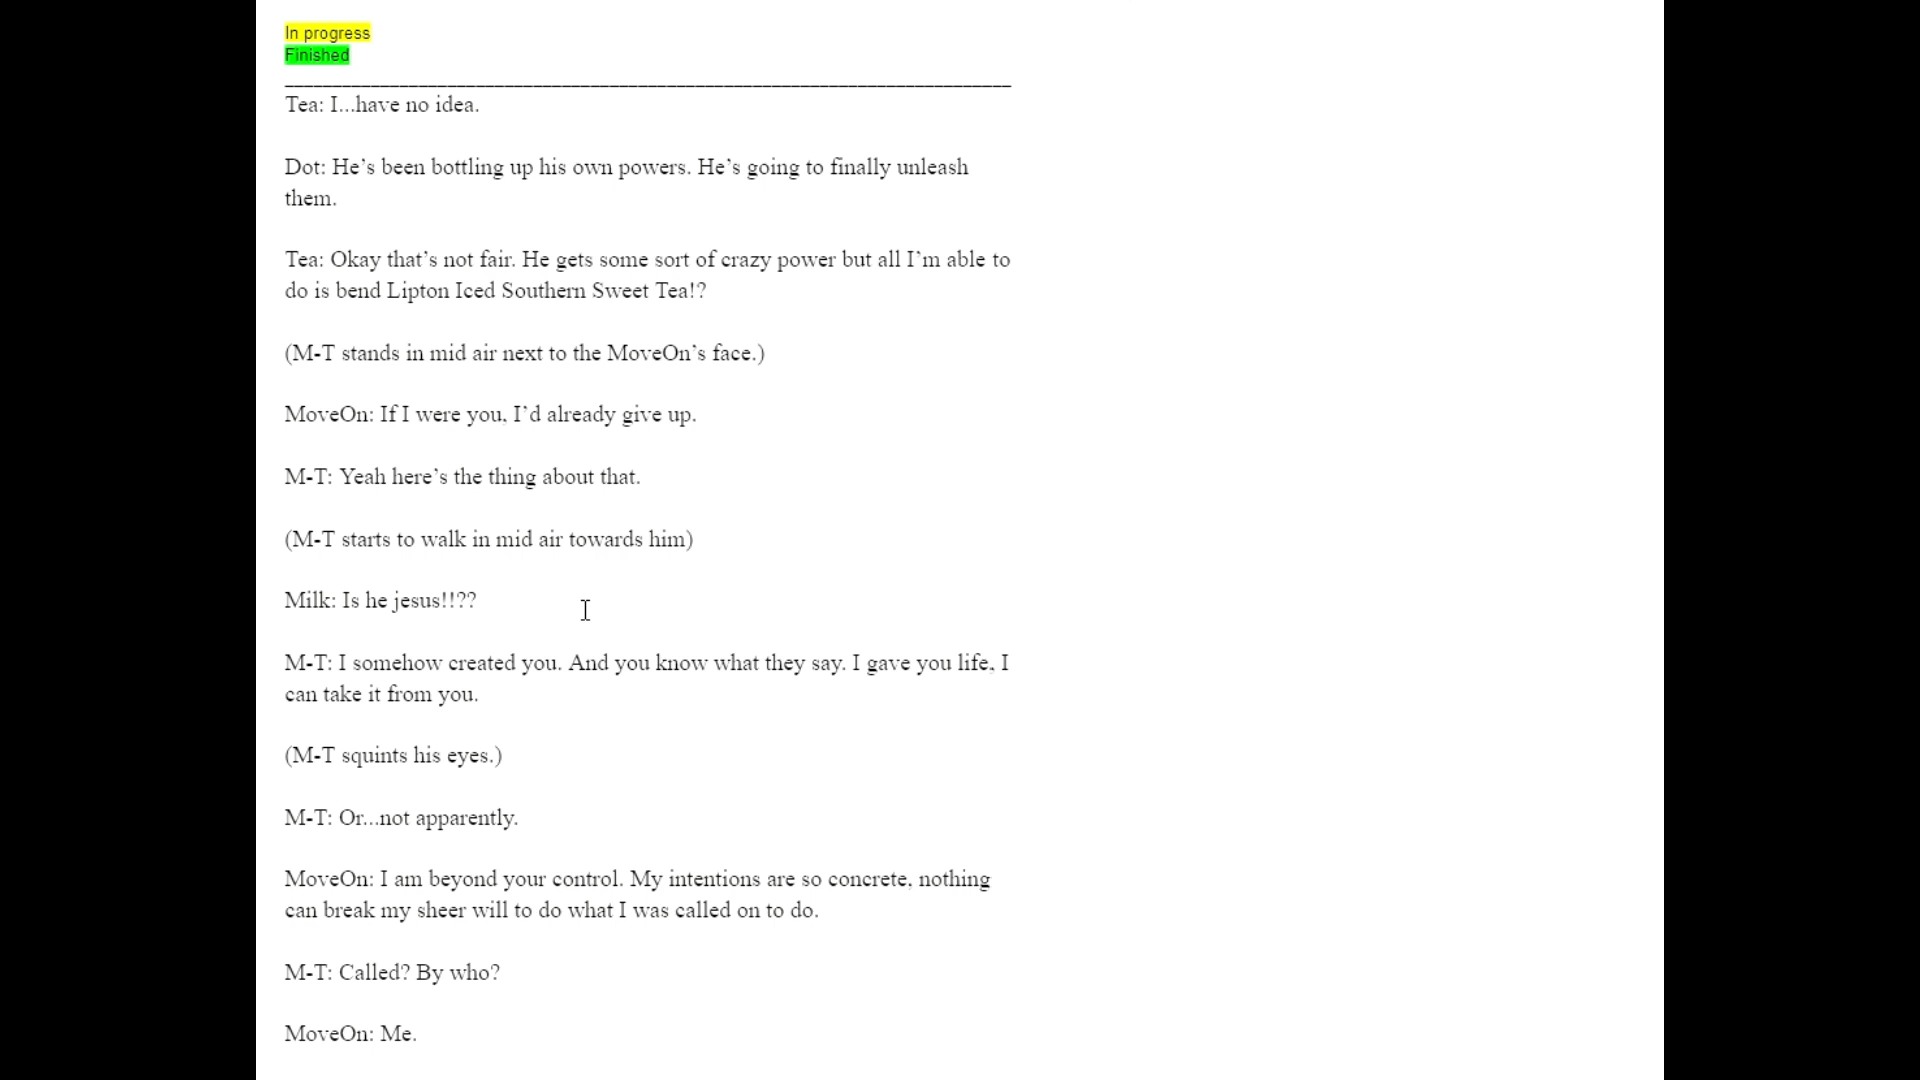 In progress
Finished
Tea: I...have no idea.
Dot: He's been bottling up his own powers. He's going to finally unleash
them.
Tea: Okay that's not fair. He gets some sort of crazy power but all I'm able to
do is bend Lipton Iced Southern Sweet Tea!?
(M-T stands in mid air next to the MoveOn's face.)
MoveOn: If I were you, I'd already give up.
M-T: Yeah here's the thing about that.
(M-T starts to walk in mid air towards him)
Milk: Is he jesus!!??
M-T: I somehow created you. And you know what they say. I gave you life, I
can take it from you.
(M-T squints his eyes.)
M-T: Or...not apparently.
MoveOn: I am beyond your control. My intentions are so concrete, nothing
can break my sheer will to do what I was called on to do.
M-T: Called? By who?
MoveOn: Me.